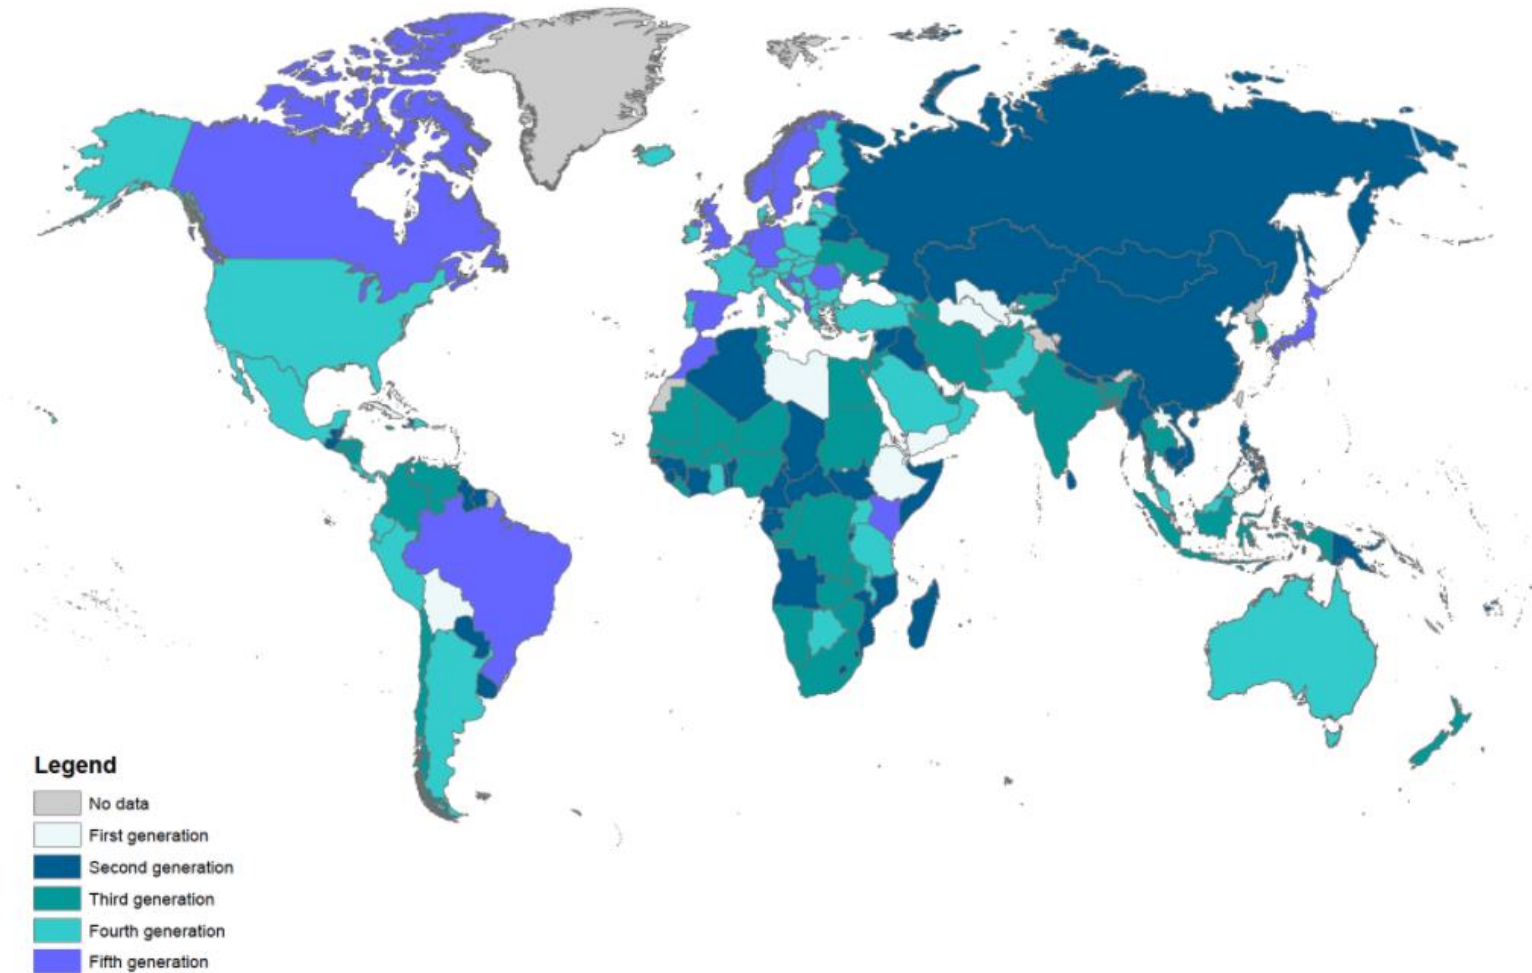 Legend
No data
First generation
Second generation
Third generation
Fourth generation
Fifth generation